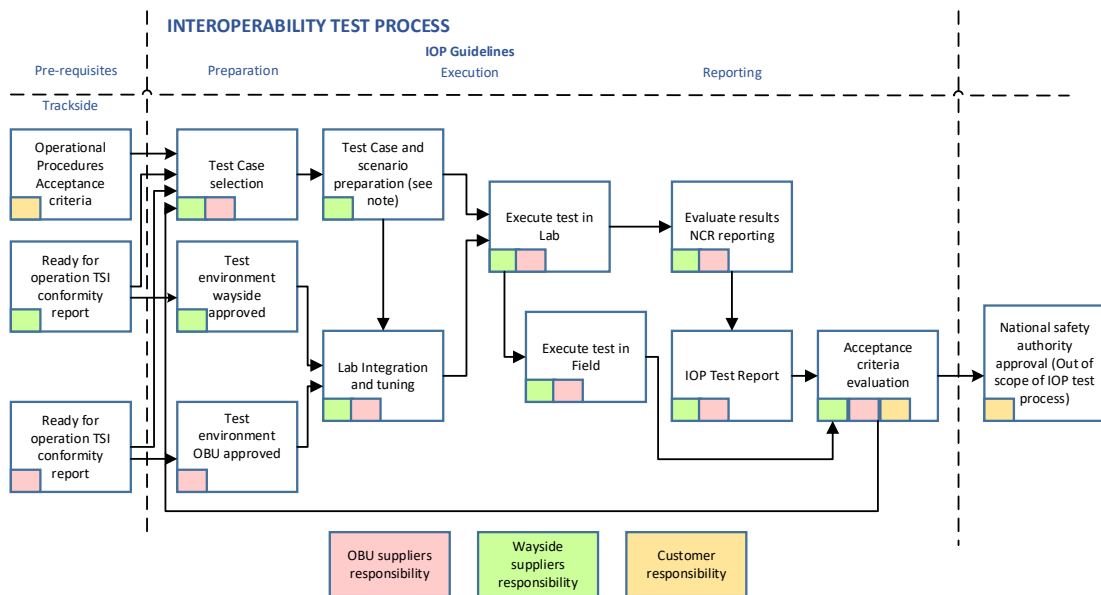 INTEROPERABILITY TEST PROCESS
IOP Guidelines
Pre-requisites
Preparation
Execution
Reporting
Trackside
Operational
Procedures
Acceptance
criteria
Test Case
selection
Test Case and
scenario
preparation (see
note)
Execute test in
Lab
Evaluate results
NCR reporting
Ready for
operation TSI
conformity
report
Test
environment
wayside
approved
Lab Integration
and tuning
Execute test in
Field
IOP Test Report
Acceptance
criteria
evaluation
National safety
authority
approval (Out of
scope of IOP test
process)
Ready for
operation TSI
conformity
report
Test
environment
OBU approved
OBU suppliers
responsibility
Wayside
suppliers
responsibility
Customer
responsibility